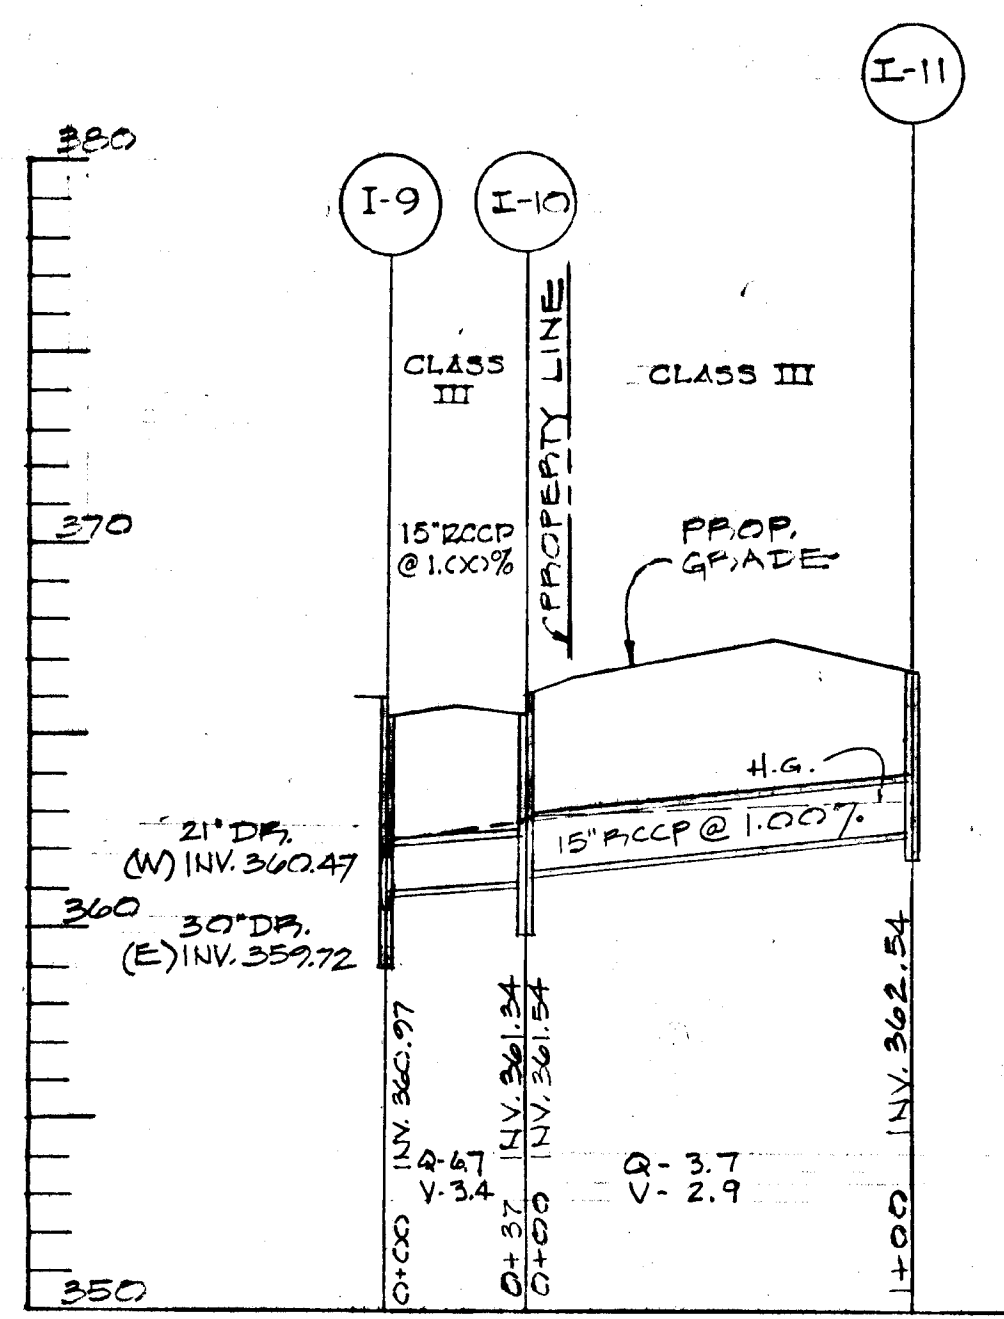 I-11
380
I-9
I-10
CLASS
III
PROPERTY LINE
CLASS III
370
15" RCCP
@ 1.00%
PROP.
GRADE
H.G.
21" DR.
(W) INV. 360.47
15" RCCP @ 1.00%
360
30" DR.
(E) INV. 359.72
INV. 360.97
INV. 361.34
INV. 361.54
INV. 362.54
Q-6.7
V-3.4
Q-3.7
V-2.9
0+00
0+37
0+00
1+00
350